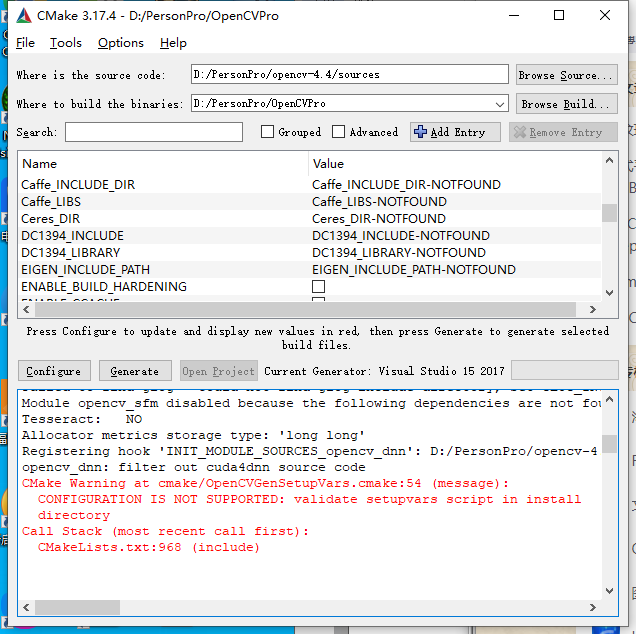 CMake 3.17.4 - D:/PersonPro/OpenCVPro
File Tools Options Help
Where is the source code: D:/PersonPro/opencv-4.4/sources Browse Source...
Where to build the binaries: D:/PersonPro/OpenCVPro Browse Build...
Search: Grouped Advanced Add Entry Remove Entry
Name Value
Caffe_INCLUDE_DIR Caffe_INCLUDE_DIR-NOTFOUND
Caffe_LIBS Caffe_LIBS-NOTFOUND
Ceres_DIR Ceres_DIR-NOTFOUND
DC1394_INCLUDE DC1394_INCLUDE-NOTFOUND
DC1394_LIBRARY DC1394_LIBRARY-NOTFOUND
EIGEN_INCLUDE_PATH EIGEN_INCLUDE_PATH-NOTFOUND
ENABLE_BUILD_HARDENING
Press Configure to update and display new values in red, then press Generate to generate selected
build files.
Configure Generate Open Project Current Generator: Visual Studio 15 2017
Module opencv_sfm disabled because the following dependencies are not fou
Tesseract: NO
Allocator metrics storage type: 'long long'
Registering hook 'INIT_MODULE_SOURCES_opencv_dnn': D:/PersonPro/opencv-4
opencv_dnn: filter out cuda4dnn source code
CMake Warning at cmake/OpenCVGenSetupVars.cmake:54 (message):
CONFIGURATION IS NOT SUPPORTED: validate setupvars script in install
directory
Call Stack (most recent call first):
CMakeLists.txt:968 (include)